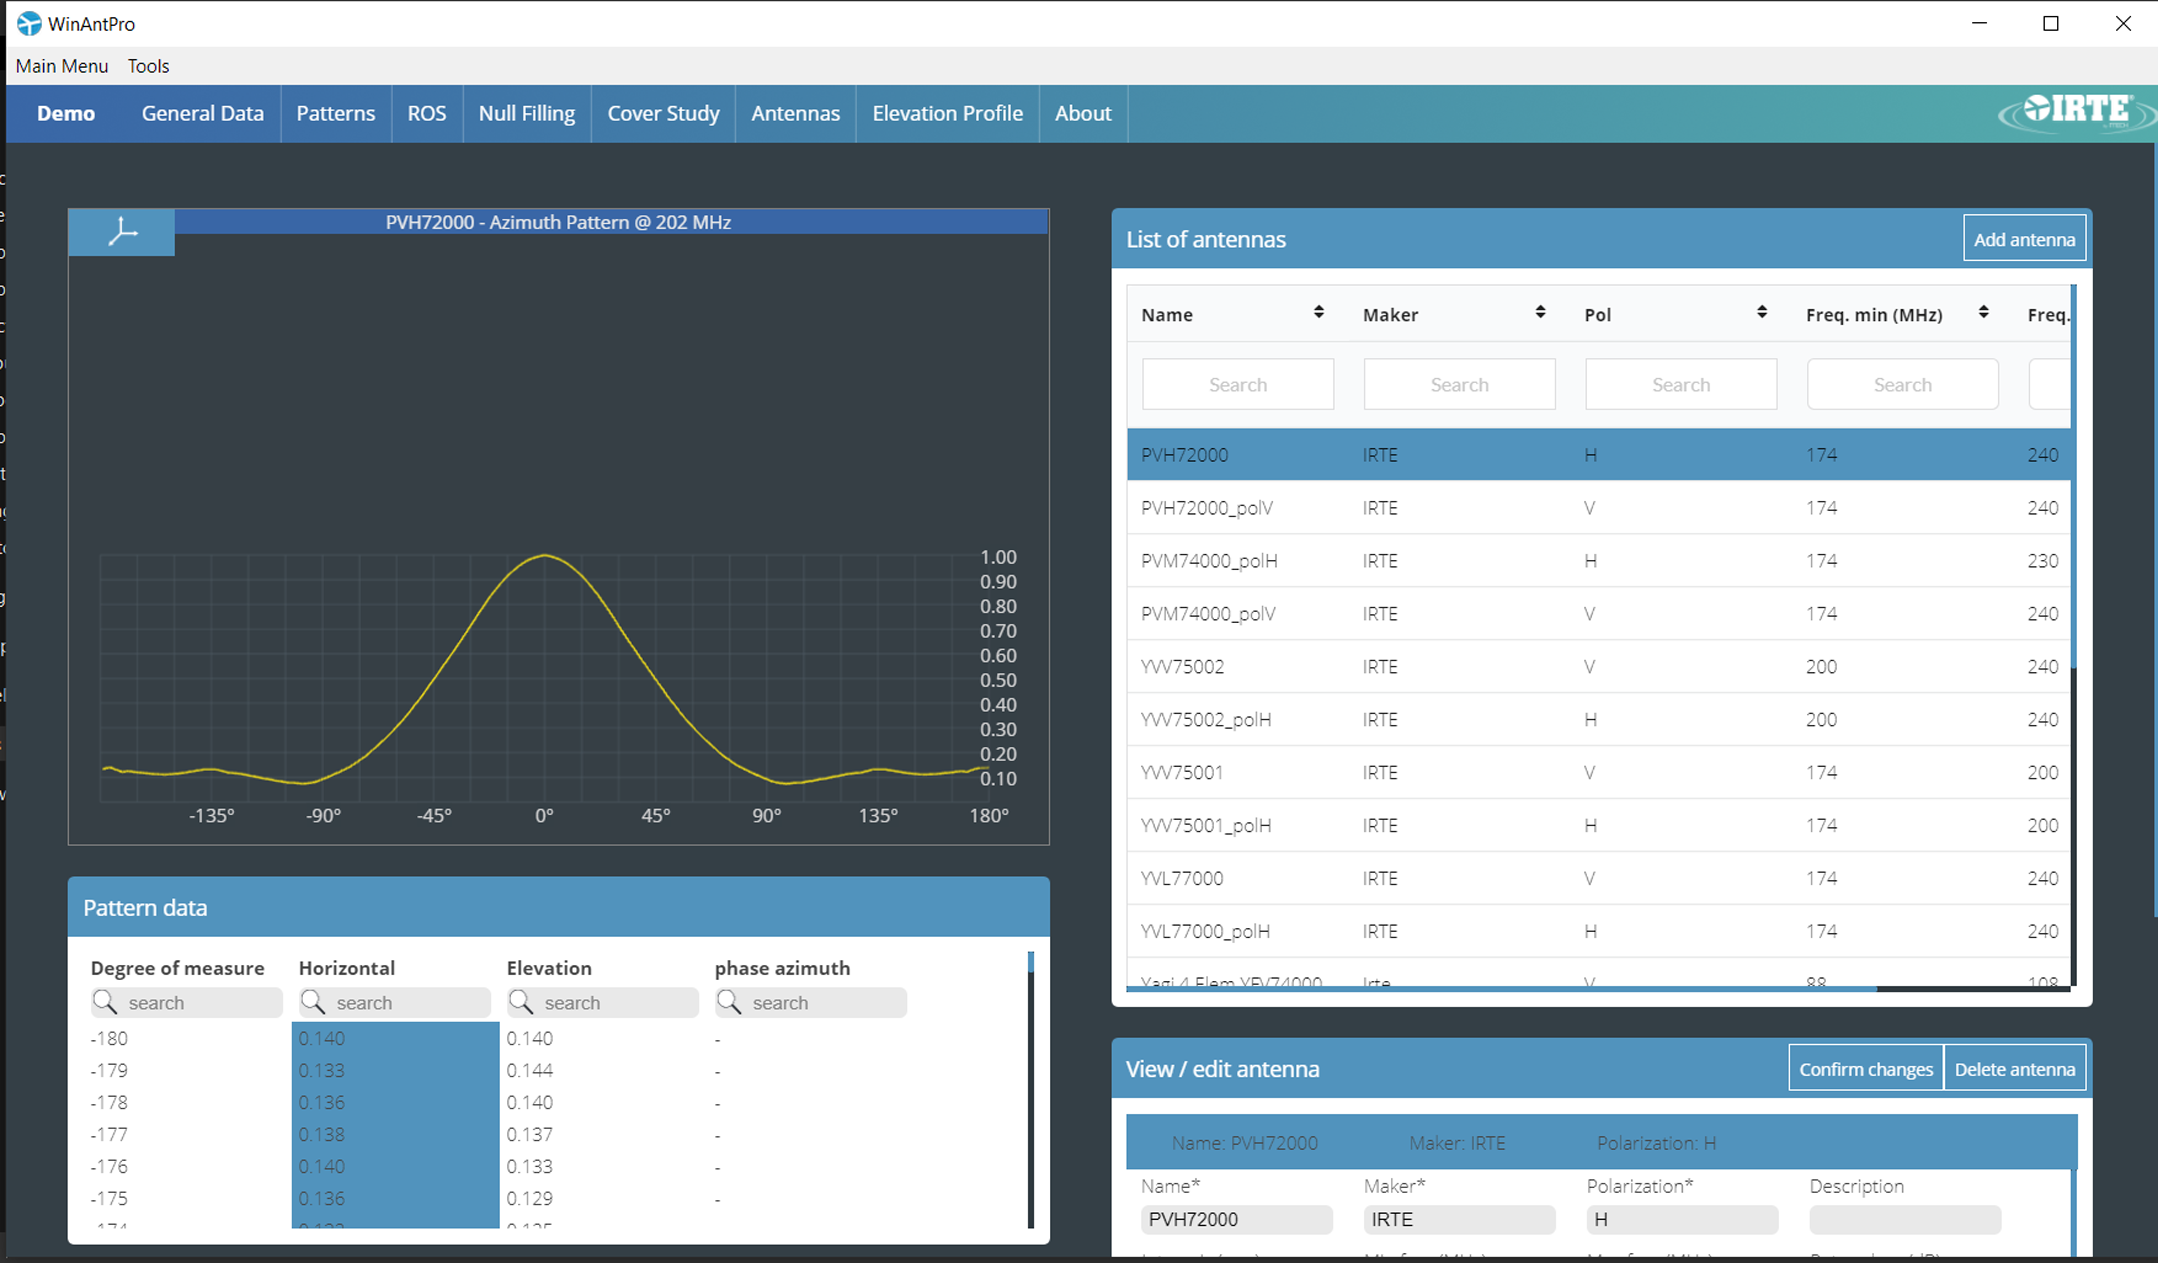 WinAntPro
Main Menu Tools
Demo General Data Patterns ROS Null Filling Cover Study Antennas Elevation Profile About
IRTE
PVH72000 - Azimuth Pattern @ 202 MHz
1.00
0.90
0.80
0.70
0.60
0.50
0.40
0.30
0.20
0.10
-135° -90° -45° 0° 45° 90° 135° 180°
Pattern data
Degree of measure Horizontal Elevation phase azimuth
search search search search
-180 0.140 0.140 -
-179 0.133 0.144 -
-178 0.136 0.140 -
-177 0.138 0.137 -
-176 0.140 0.133 -
-175 0.136 0.129 -
List of antennas Add antenna
Name Maker Pol Freq. min (MHz) Freq.
Search Search Search Search
PVH72000 IRTE H 174 240
PVH72000_polV IRTE V 174 240
PVM74000_polH IRTE H 174 230
PVM74000_polV IRTE V 174 240
YVV75002 IRTE V 200 240
YVV75002_polH IRTE H 200 240
YVV75001 IRTE V 174 200
YVV75001_polH IRTE H 174 200
YVL77000 IRTE V 174 240
YVL77000_polH IRTE H 174 240
Yagi 4 Elem YFV74000 Irte V 88 108
View / edit antenna Confirm changes Delete antenna
Name: PVH72000 Maker: IRTE Polarization: H
Name* Maker* Polarization* Description
PVH72000 IRTE H